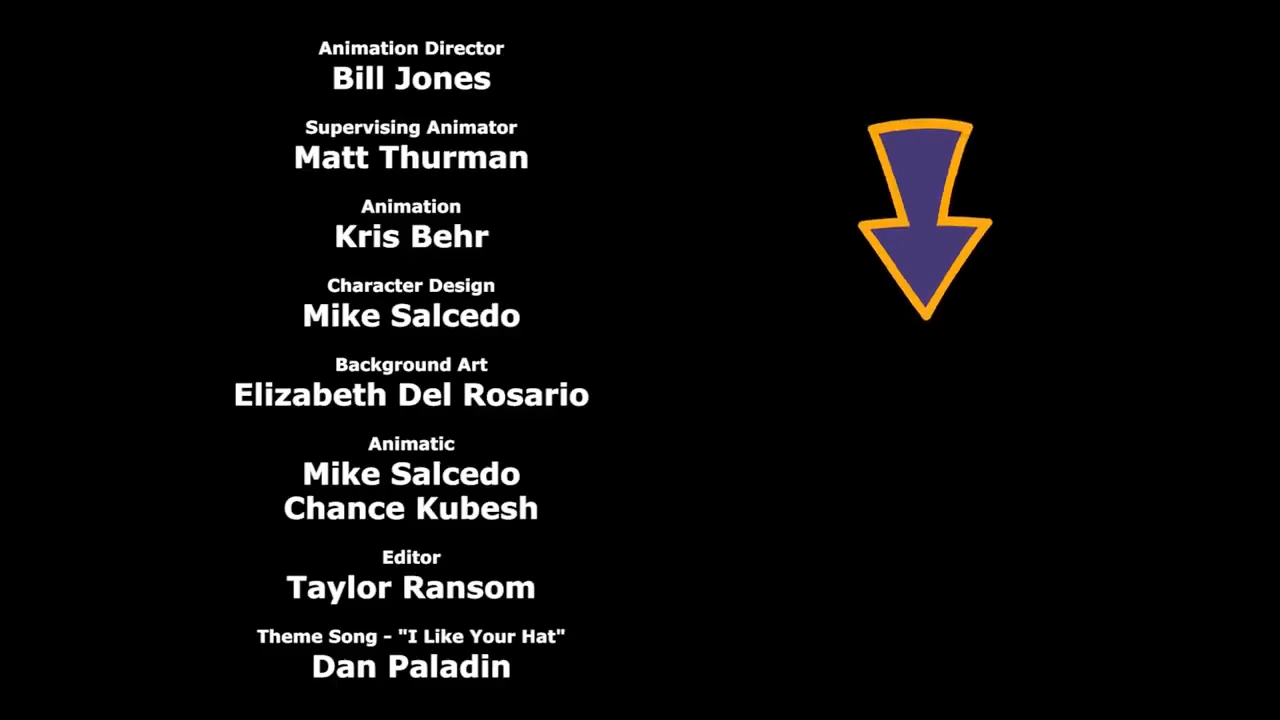 Animation Director
Bill Jones
Supervising Animator
Matt Thurman
Animation
Kris Behr
Character Design
Mike Salcedo
Background Art
Elizabeth Del Rosario
Animatic
Mike Salcedo
Chance Kubesh
Editor
Taylor Ransom
Theme Song - "I Like Your Hat"
Dan Paladin